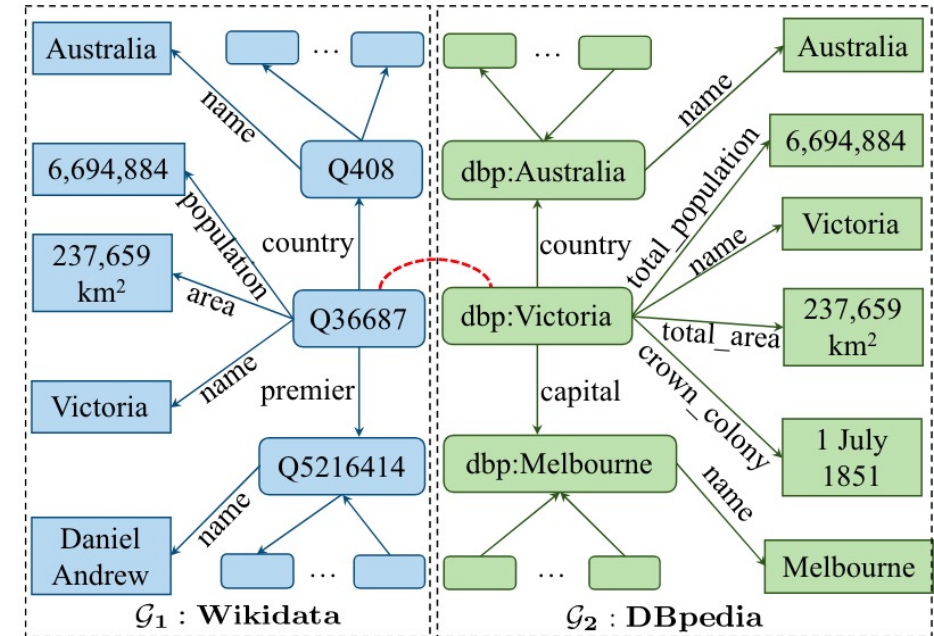 Australia
...
name
Q408
6,694,884
population
country
237,659
km²
area
Q36687
name
premier
Victoria
Q5216414
name
Daniel
Andrew
...
G₁ : Wikidata
...
Australia
name
dbp:Australia
total_population
6,694,884
country
name
Victoria
dbp:Victoria
total_area
237,659
km²
crown_colony
capital
1 July
1851
dbp:Melbourne
name
...
Melbourne
G₂ : DBpedia